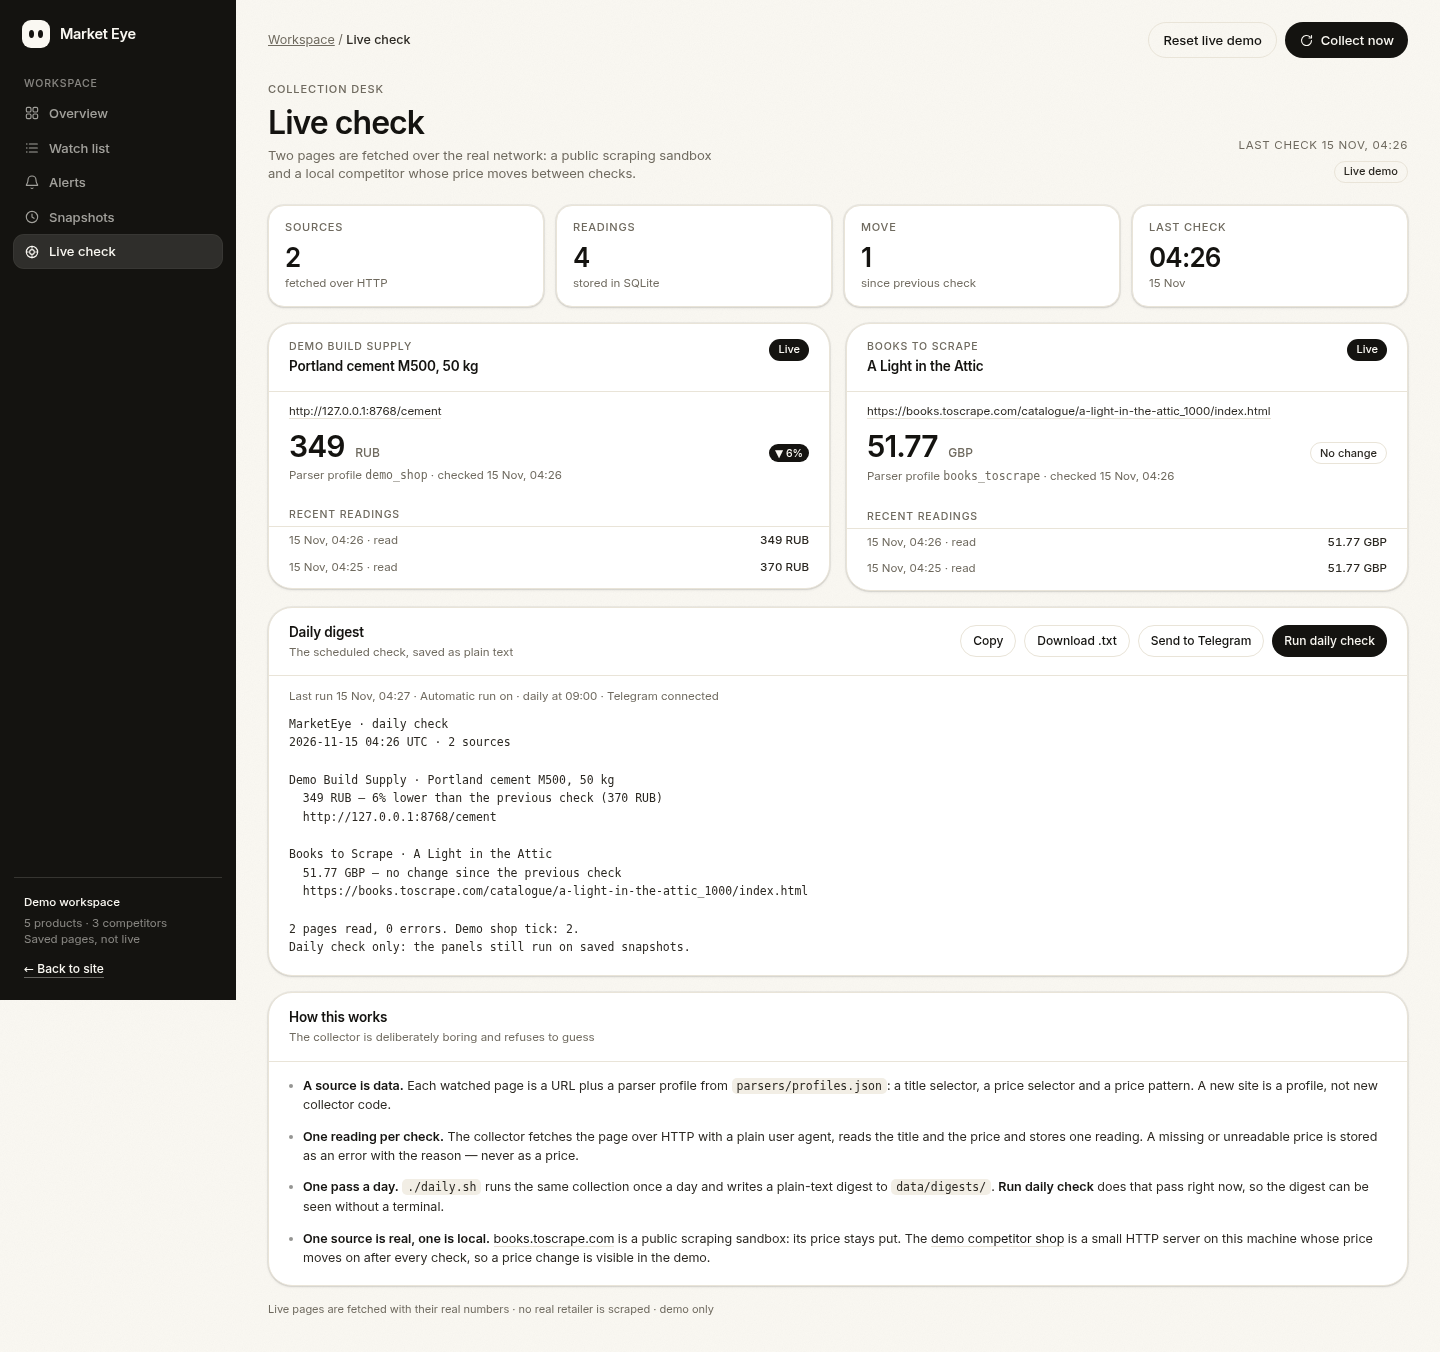 Market Eye
WORKSPACE
Overview
Watch list
Alerts
Snapshots
Live check
Demo workspace
5 products · 3 competitors
Saved pages, not live
← Back to site
Workspace / Live check
Reset live demo
Collect now
COLLECTION DESK
Live check
Two pages are fetched over the real network: a public scraping sandbox
and a local competitor whose price moves between checks.
LAST CHECK 15 NOV, 04:26
Live demo
SOURCES
2
fetched over HTTP
READINGS
4
stored in SQLite
MOVE
1
since previous check
LAST CHECK
04:26
15 Nov
DEMO BUILD SUPPLY
Portland cement M500, 50 kg
Live
http://127.0.0.1:8768/cement
349 RUB
▼ 6%
Parser profile demo_shop · checked 15 Nov, 04:26
RECENT READINGS
15 Nov, 04:26 · read 349 RUB
15 Nov, 04:25 · read 370 RUB
BOOKS TO SCRAPE
A Light in the Attic
Live
https://books.toscrape.com/catalogue/a-light-in-the-attic_1000/index.html
51.77 GBP
No change
Parser profile books_toscrape · checked 15 Nov, 04:26
RECENT READINGS
15 Nov, 04:26 · read 51.77 GBP
15 Nov, 04:25 · read 51.77 GBP
Daily digest
The scheduled check, saved as plain text
Copy
Download .txt
Send to Telegram
Run daily check
Last run 15 Nov, 04:27 · Automatic run on · daily at 09:00 · Telegram connected
MarketEye · daily check
2026-11-15 04:26 UTC · 2 sources
Demo Build Supply · Portland cement M500, 50 kg
349 RUB — 6% lower than the previous check (370 RUB)
http://127.0.0.1:8768/cement
Books to Scrape · A Light in the Attic
51.77 GBP — no change since the previous check
https://books.toscrape.com/catalogue/a-light-in-the-attic_1000/index.html
2 pages read, 0 errors. Demo shop tick: 2.
Daily check only: the panels still run on saved snapshots.
How this works
The collector is deliberately boring and refuses to guess
• A source is data. Each watched page is a URL plus a parser profile from parsers/profiles.json: a title selector, a price selector and a price pattern. A new site is a profile, not new
collector code.
• One reading per check. The collector fetches the page over HTTP with a plain user agent, reads the title and the price and stores one reading. A missing or unreadable price is stored
as an error with the reason — never as a price.
• One pass a day. ./daily.sh runs the same collection once a day and writes a plain-text digest to data/digests/. Run daily check does that pass right now, so the digest can be
seen without a terminal.
• One source is real, one is local. books.toscrape.com is a public scraping sandbox: its price stays put. The demo competitor shop is a small HTTP server on this machine whose price
moves on after every check, so a price change is visible in the demo.
Live pages are fetched with their real numbers · no real retailer is scraped · demo only